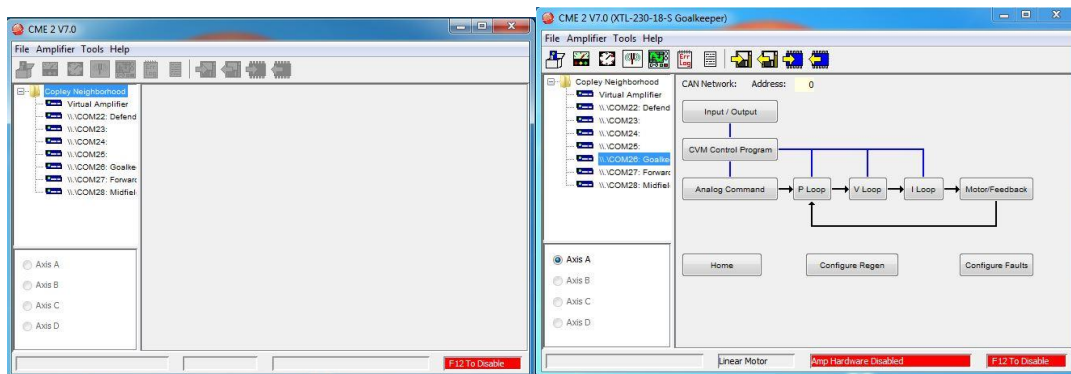 CME 2 V7.0
File Amplifier Tools Help
Copley Neighborhood
Virtual Amplifier
\\.\COM22: Defend
\\.\COM23:
\\.\COM24:
\\.\COM25:
\\.\COM26: Goalke
\\.\COM27: Forwarc
\\.\COM28: Midfiel
Axis A
Axis B
Axis C
Axis D
F12 To Disable
CME 2 V7.0 (XTL-230-18-S Goalkeeper)
File Amplifier Tools Help
Err Log
Copley Neighborhood
Virtual Amplifier
\\.\COM22: Defend
\\.\COM23:
\\.\COM24:
\\.\COM25:
\\.\COM26: Goalke
\\.\COM27: Forwarc
\\.\COM28: Midfiel
CAN Network: Address: 0
Input / Output
CVM Control Program
Analog Command P Loop V Loop I Loop Motor/Feedback
Home Configure Regen Configure Faults
Axis A
Axis B
Axis C
Axis D
Linear Motor Amp Hardware Disabled F12 To Disable